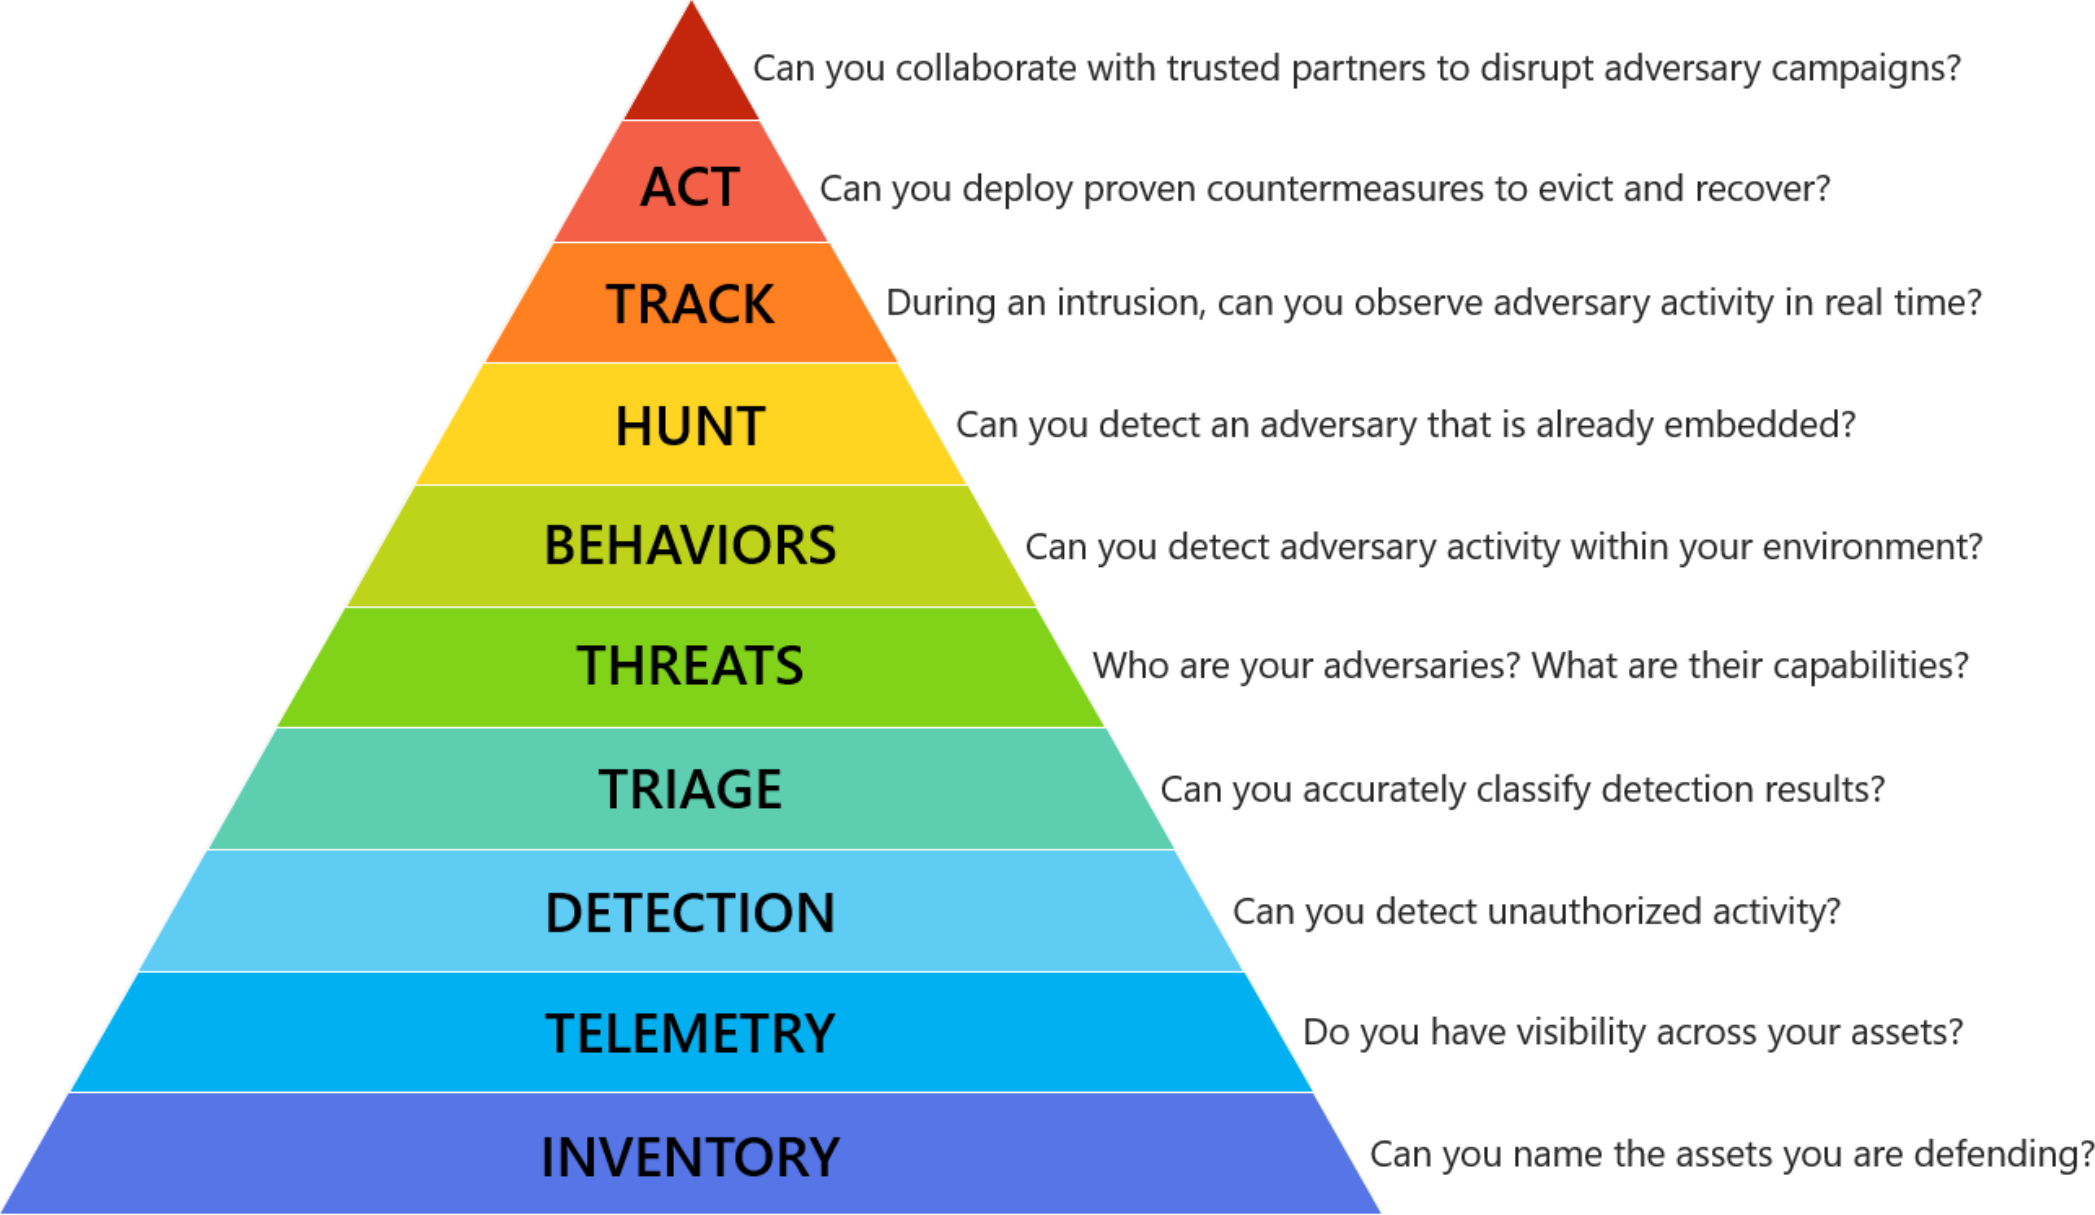 Can you collaborate with trusted partners to disrupt adversary campaigns?
ACT Can you deploy proven countermeasures to evict and recover?
TRACK During an intrusion, can you observe adversary activity in real time?
HUNT Can you detect an adversary that is already embedded?
BEHAVIORS Can you detect adversary activity within your environment?
THREATS Who are your adversaries? What are their capabilities?
TRIAGE Can you accurately classify detection results?
DETECTION Can you detect unauthorized activity?
TELEMETRY Do you have visibility across your assets?
INVENTORY Can you name the assets you are defending?